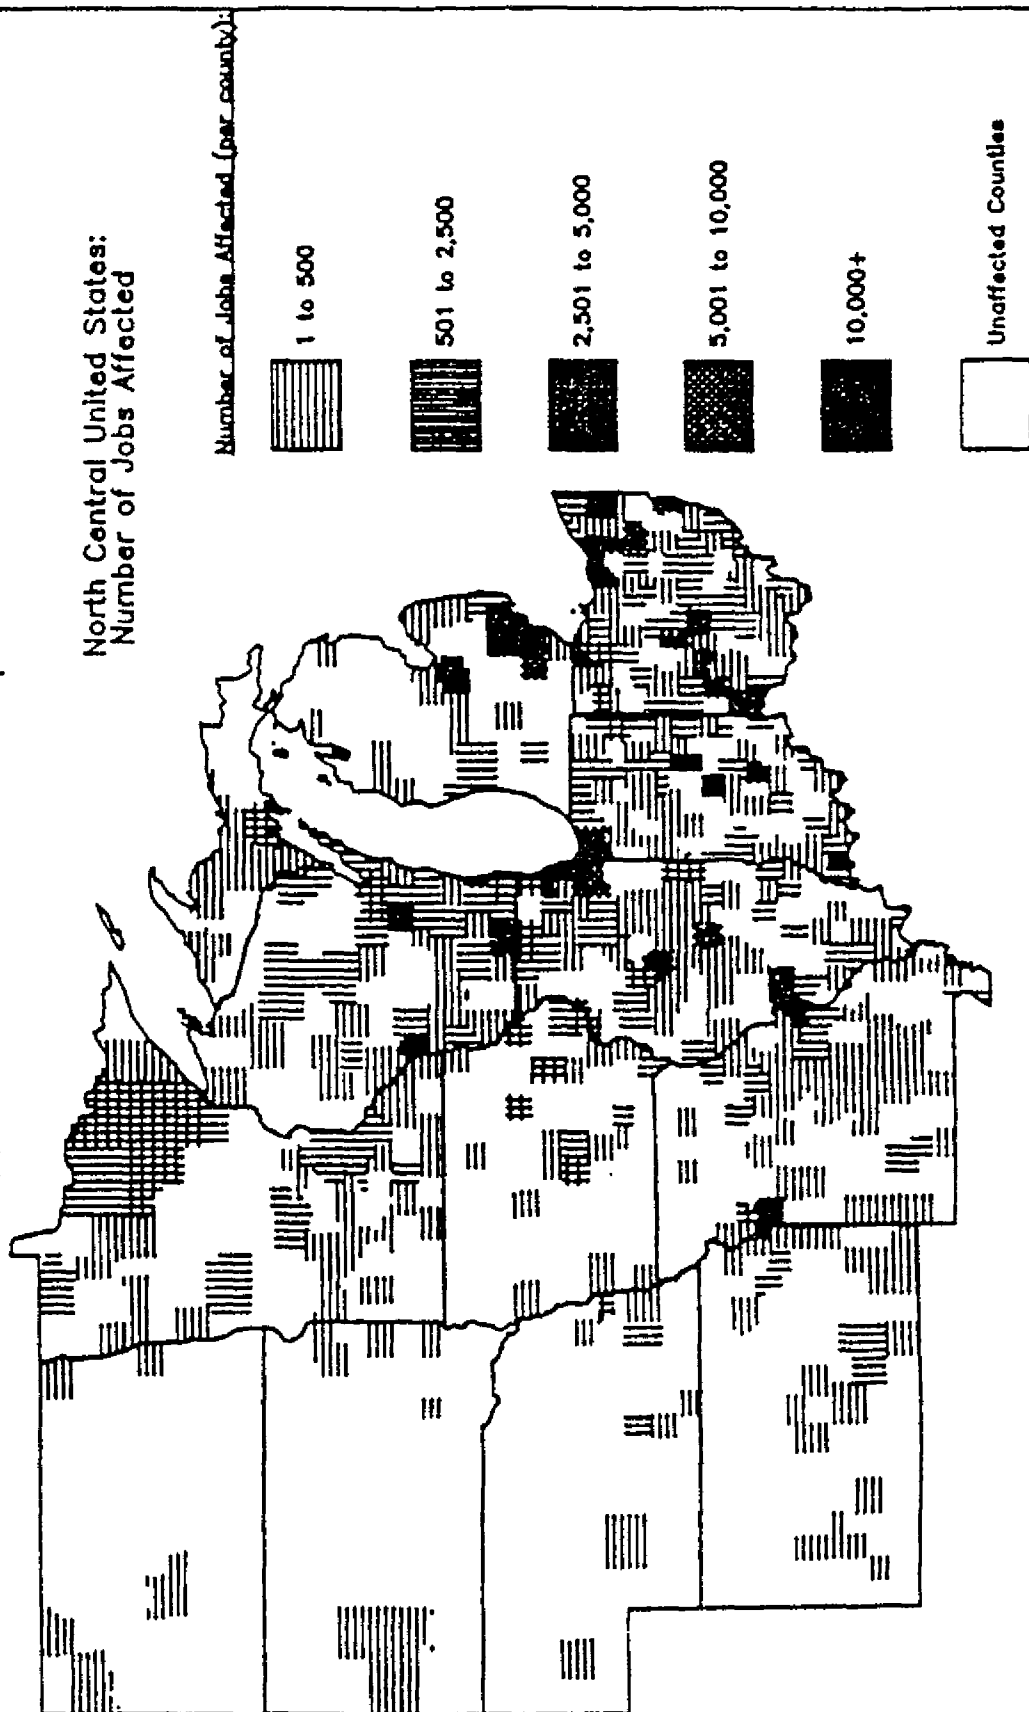 North Central United States:
Number of Jobs Affected
Number of Jobs Affected (per county):
1 to 500
501 to 2,500
2,501 to 5,000
5,001 to 10,000
10,000+
Unaffected Counties